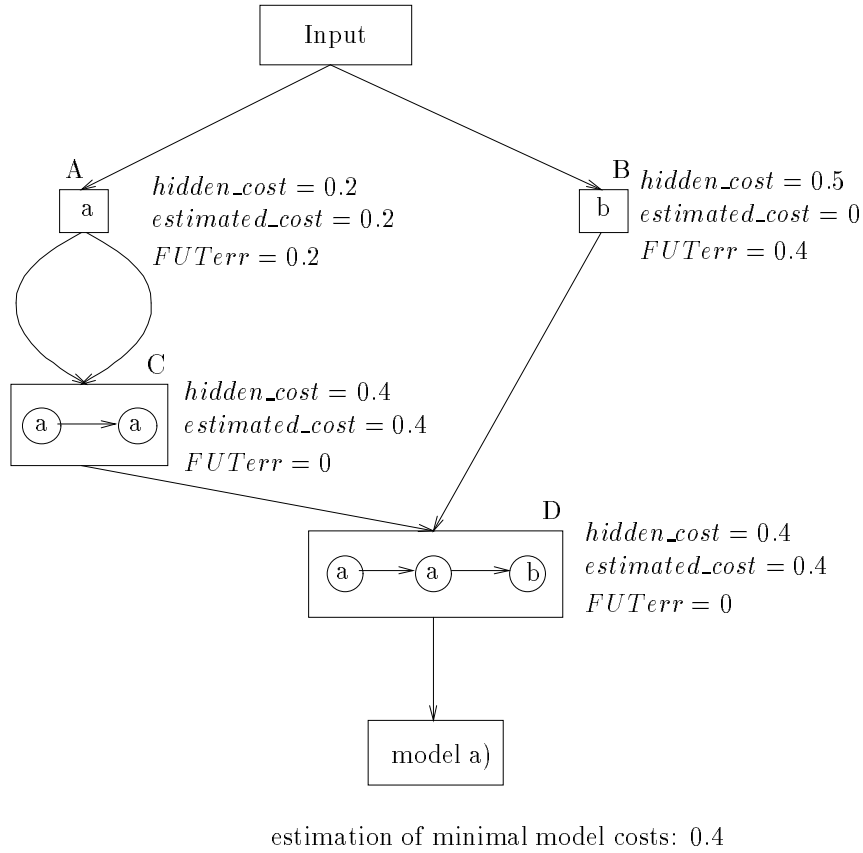 Input
A
a
hidden_cost = 0.2
estimated_cost = 0.2
FUTerr = 0.2
B
b
hidden_cost = 0.5
estimated_cost = 0
FUTerr = 0.4
C
a a
hidden_cost = 0.4
estimated_cost = 0.4
FUTerr = 0
D
a a b
hidden_cost = 0.4
estimated_cost = 0.4
FUTerr = 0
model a)
estimation of minimal model costs: 0.4